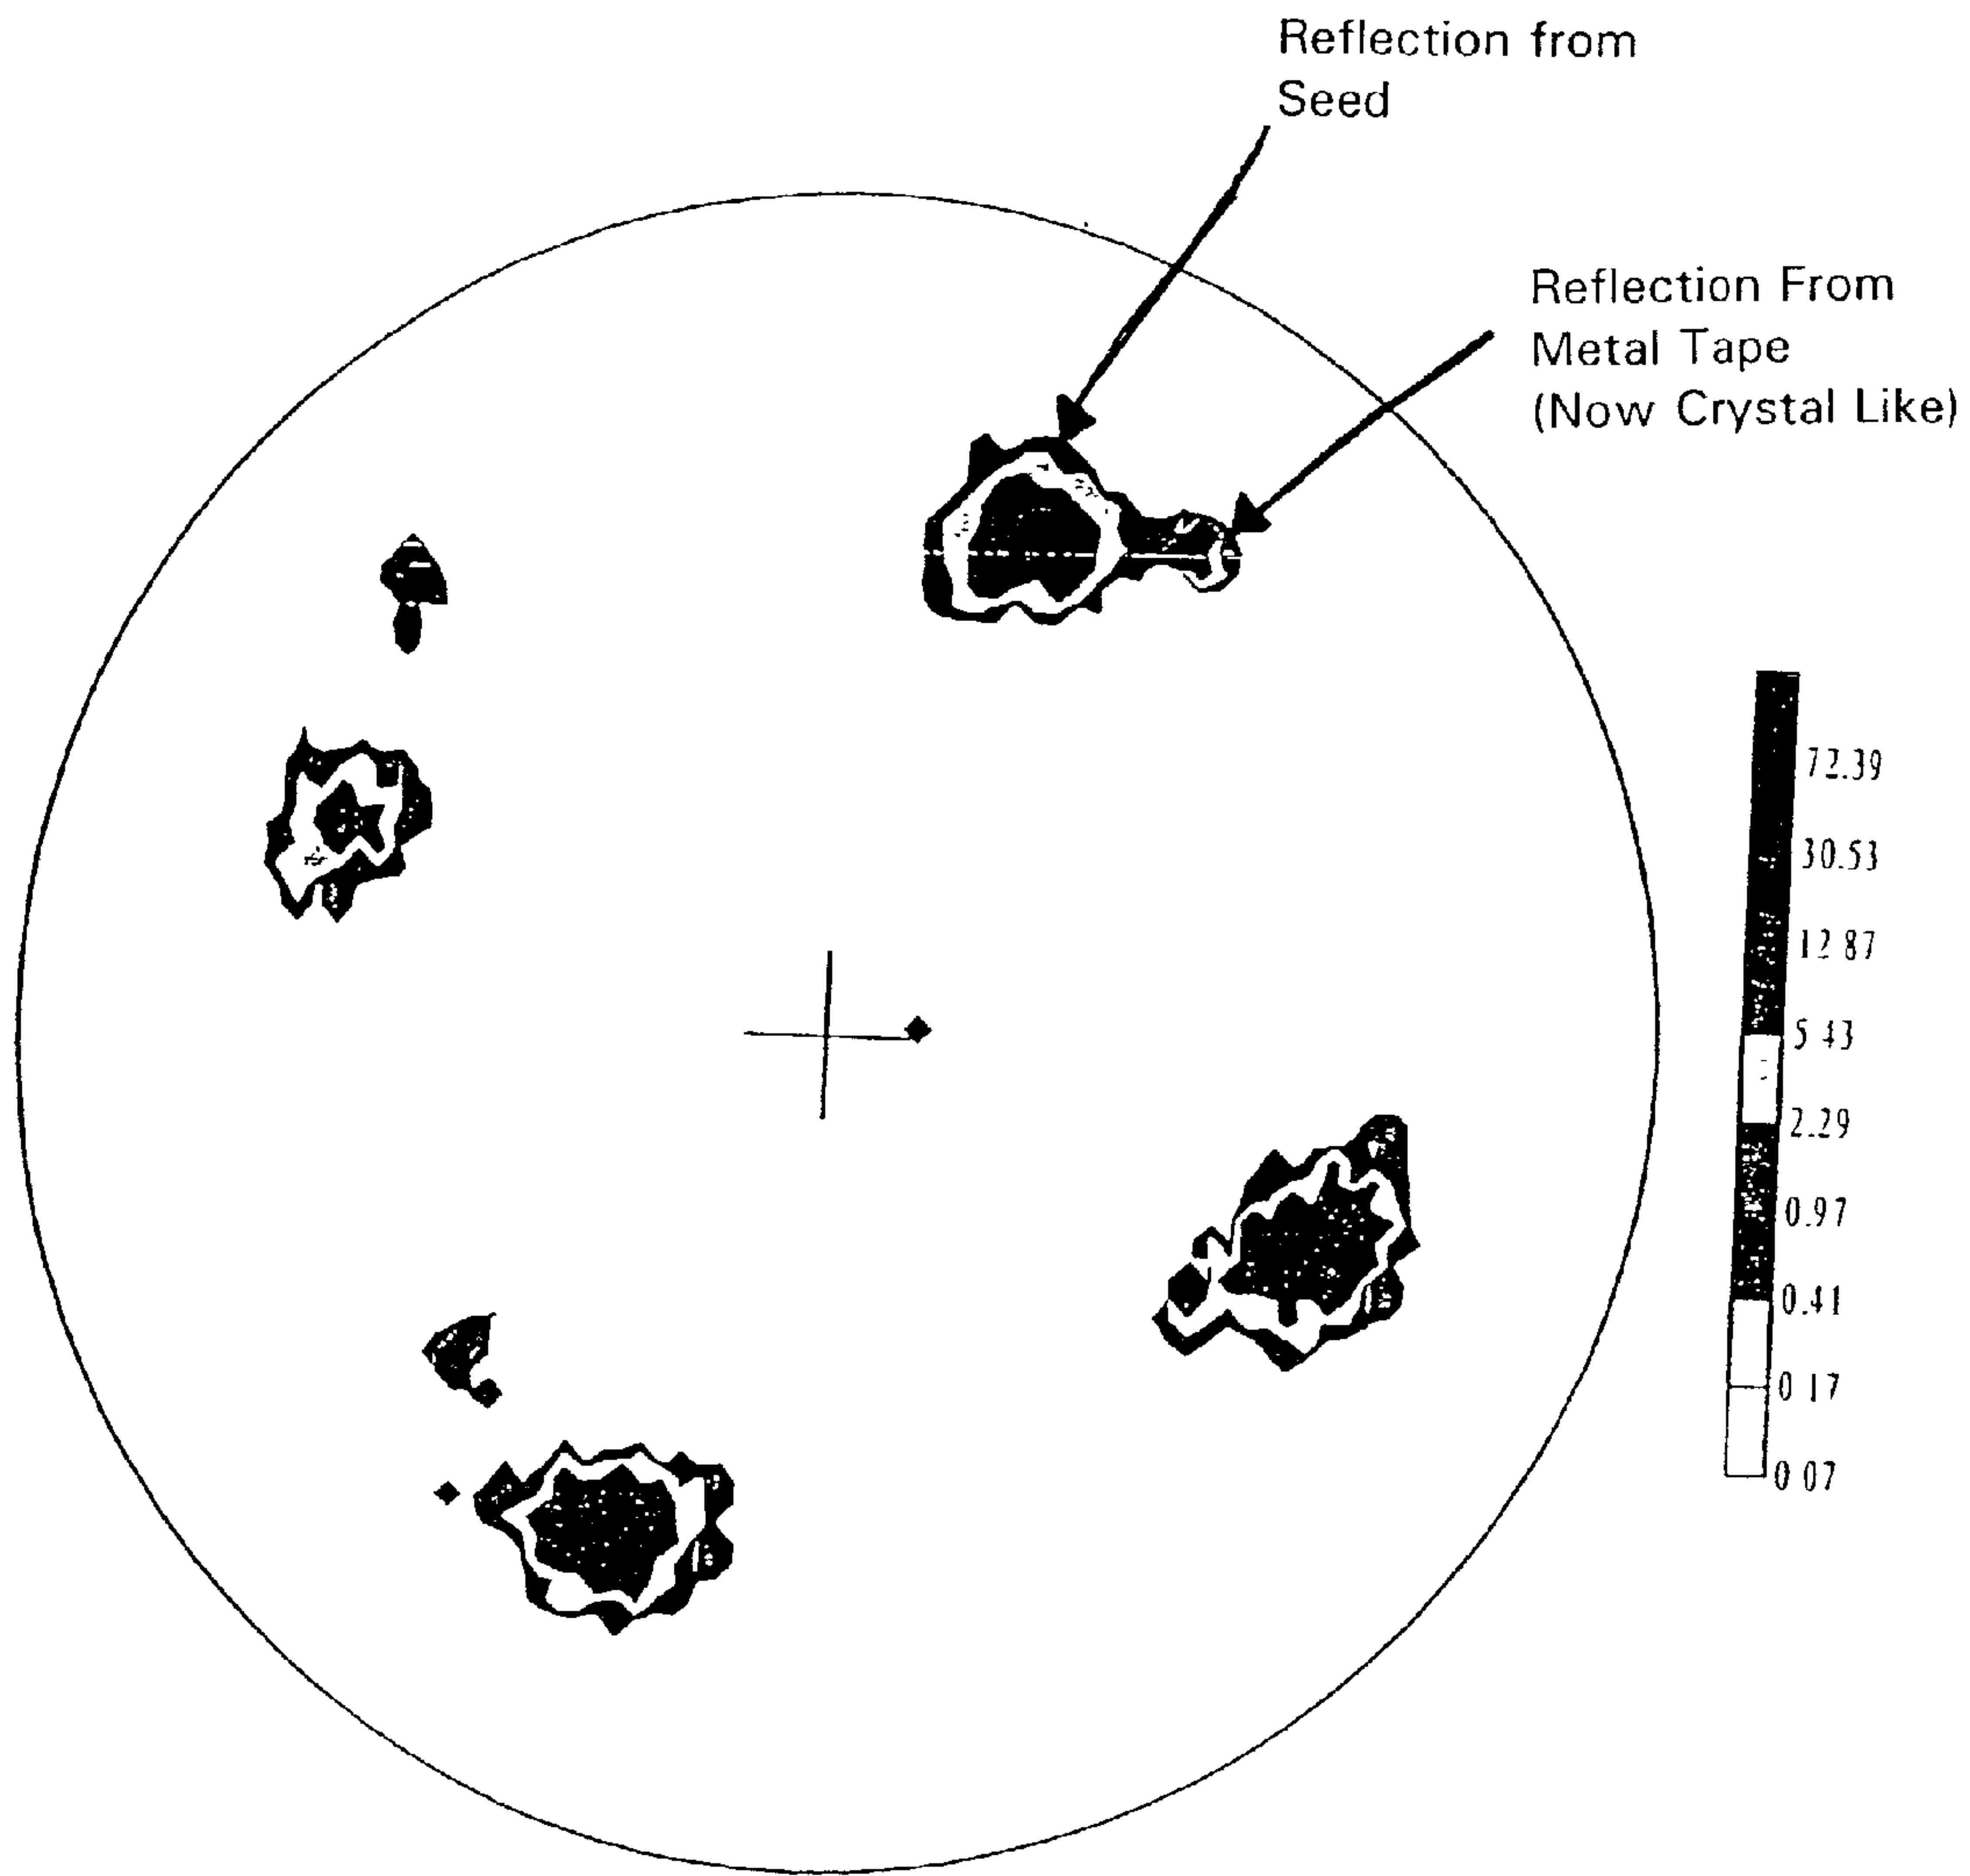 Reflection from
Seed
Reflection From
Metal Tape
(Now Crystal Like)
72.39
30.53
12.87
5.43
2.29
0.97
0.41
0.17
0.07